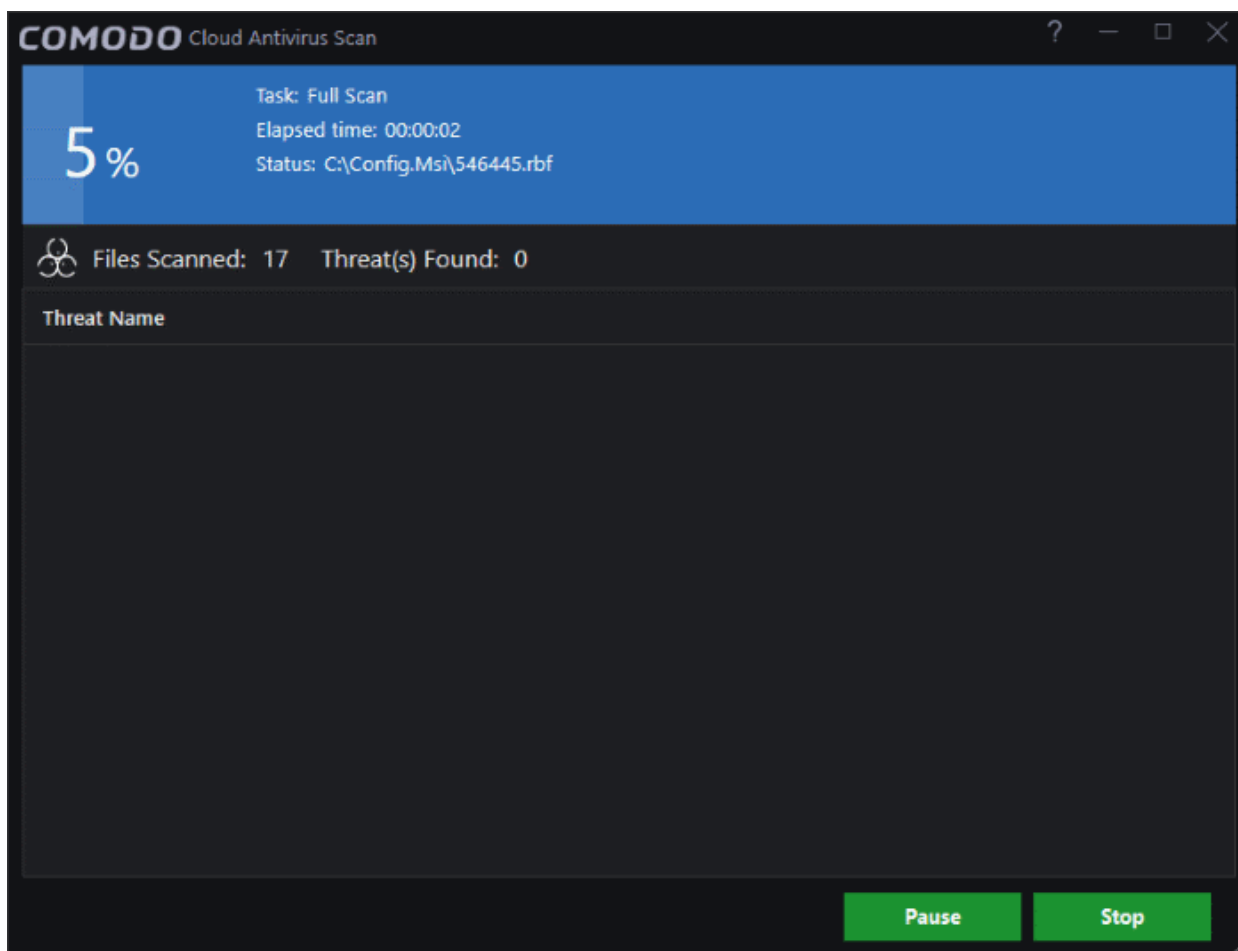 COMODO Cloud Antivirus Scan ?
5 %
Task: Full Scan
Elapsed time: 00:00:02
Status: C:\Config.Msi\546445.rbf
Files Scanned: 17 Threat(s) Found: 0
Threat Name
Pause Stop